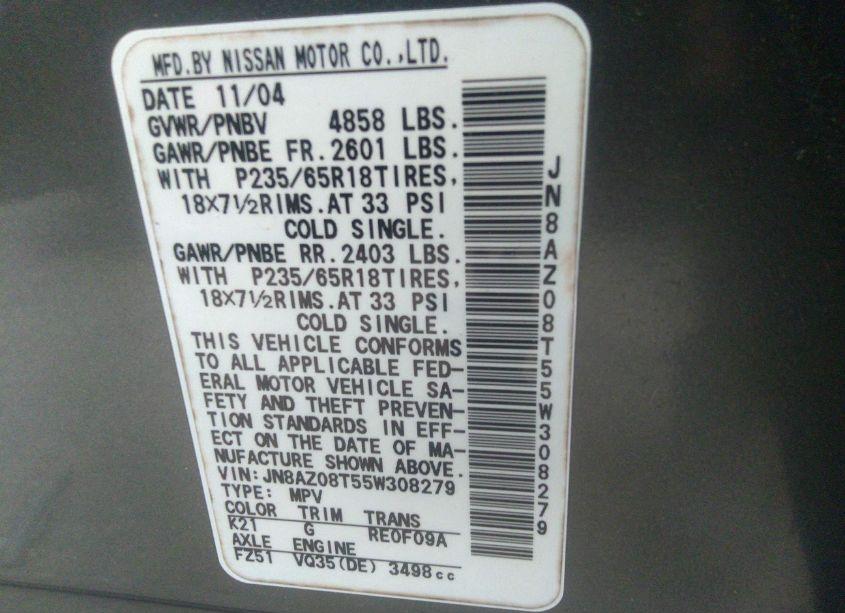 MFD.BY NISSAN MOTOR CO.,LTD.
DATE 11/04
GVWR/PNBV 4858 LBS.
GAWR/PNBE FR.2601 LBS.
WITH P235/65R18TIRES,
18X7½RIMS.AT 33 PSI
COLD SINGLE.
GAWR/PNBE RR.2403 LBS.
WITH P235/65R18TIRES,
18X7½RIMS.AT 33 PSI
COLD SINGLE.
THIS VEHICLE CONFORMS
TO ALL APPLICABLE FED-
ERAL MOTOR VEHICLE SA-
FETY AND THEFT PREVEN-
TION STANDARDS IN EFF-
ECT ON THE DATE OF MA-
NUFACTURE SHOWN ABOVE.
VIN:JN8AZ08T55W308279
TYPE: MPV
COLOR TRIM TRANS
K21 G RE0F09A
AXLE ENGINE
FZ51 VQ35(DE) 3498cc
JN8AZ08T55W308279